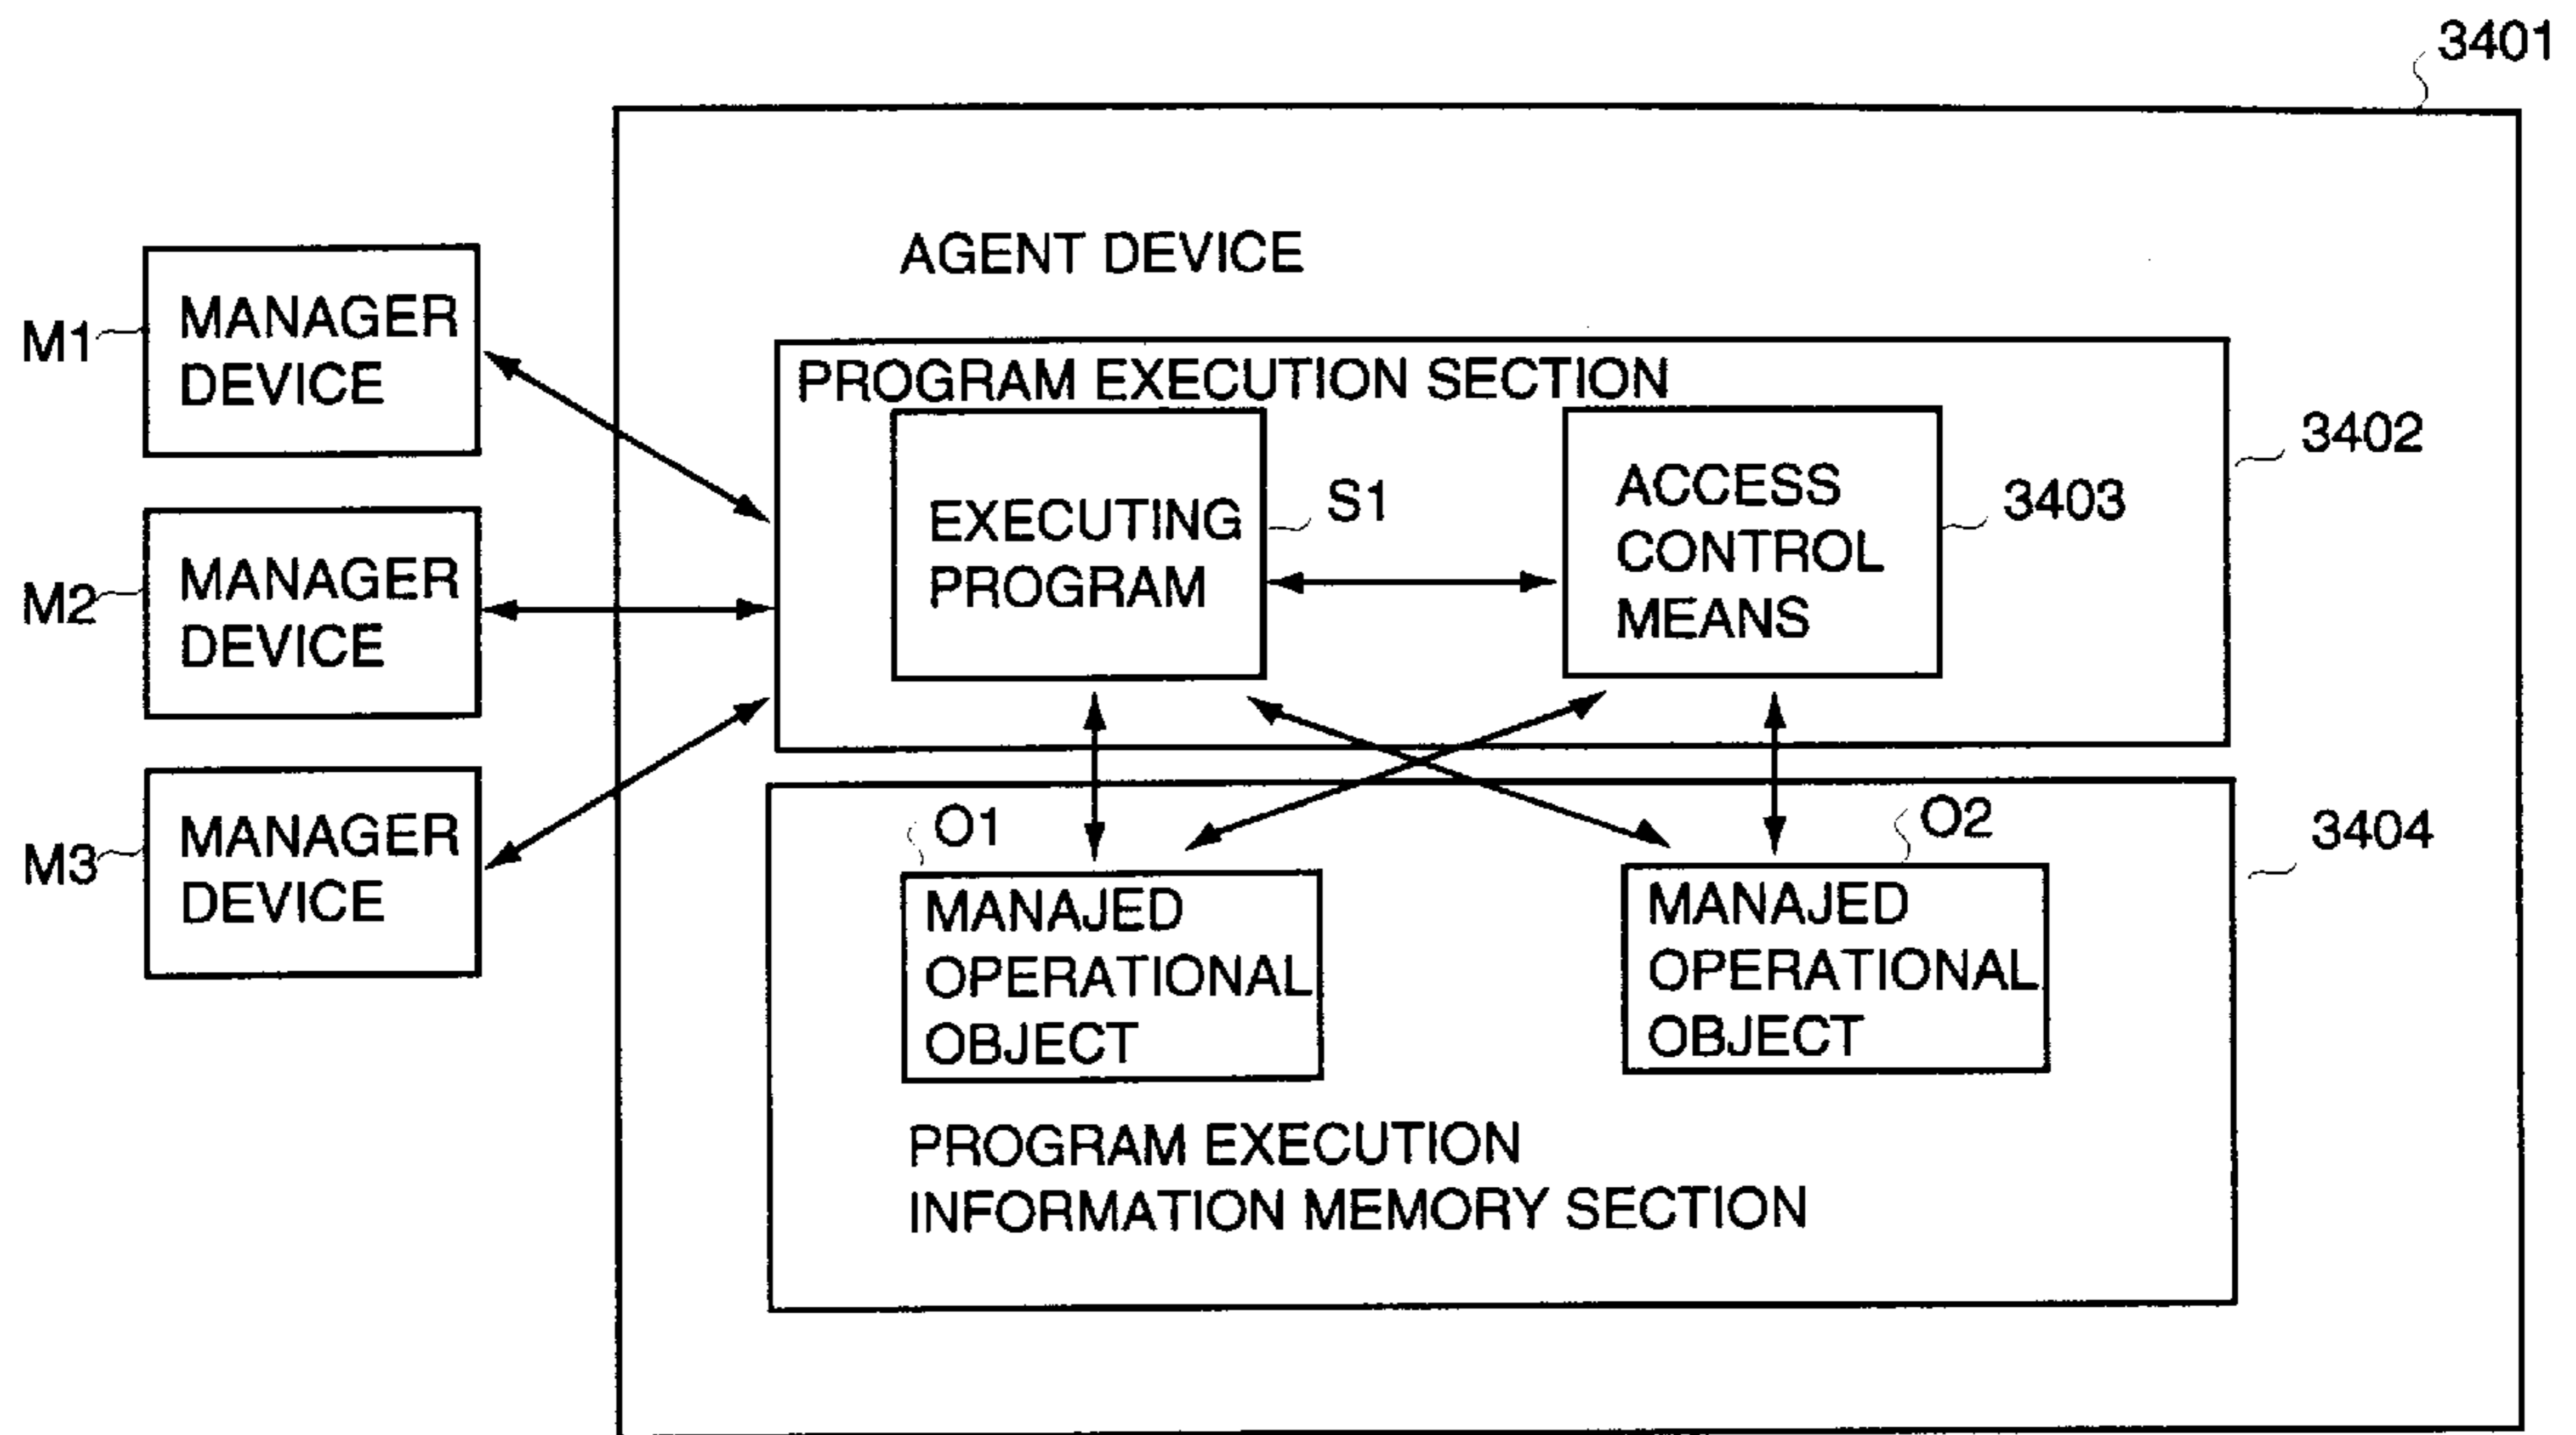 3401
AGENT DEVICE
M1
MANAGER
DEVICE
M2
MANAGER
DEVICE
M3
MANAGER
DEVICE
PROGRAM EXECUTION SECTION
3402
EXECUTING
PROGRAM
S1
ACCESS
CONTROL
MEANS
3403
O1
O2
3404
MANAJED
OPERATIONAL
OBJECT
MANAJED
OPERATIONAL
OBJECT
PROGRAM EXECUTION
INFORMATION MEMORY SECTION